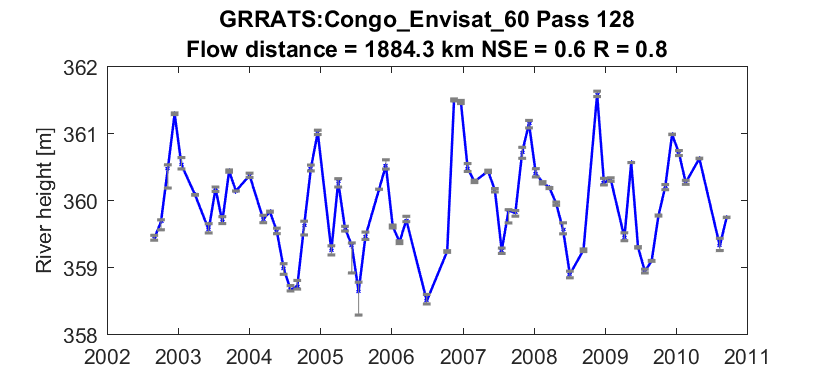 GRRATS:Congo_Envisat_60 Pass 128
Flow distance = 1884.3 km NSE = 0.6 R = 0.8
River height [m]
362
361
360
359
358
2002 2003 2004 2005 2006 2007 2008 2009 2010 2011